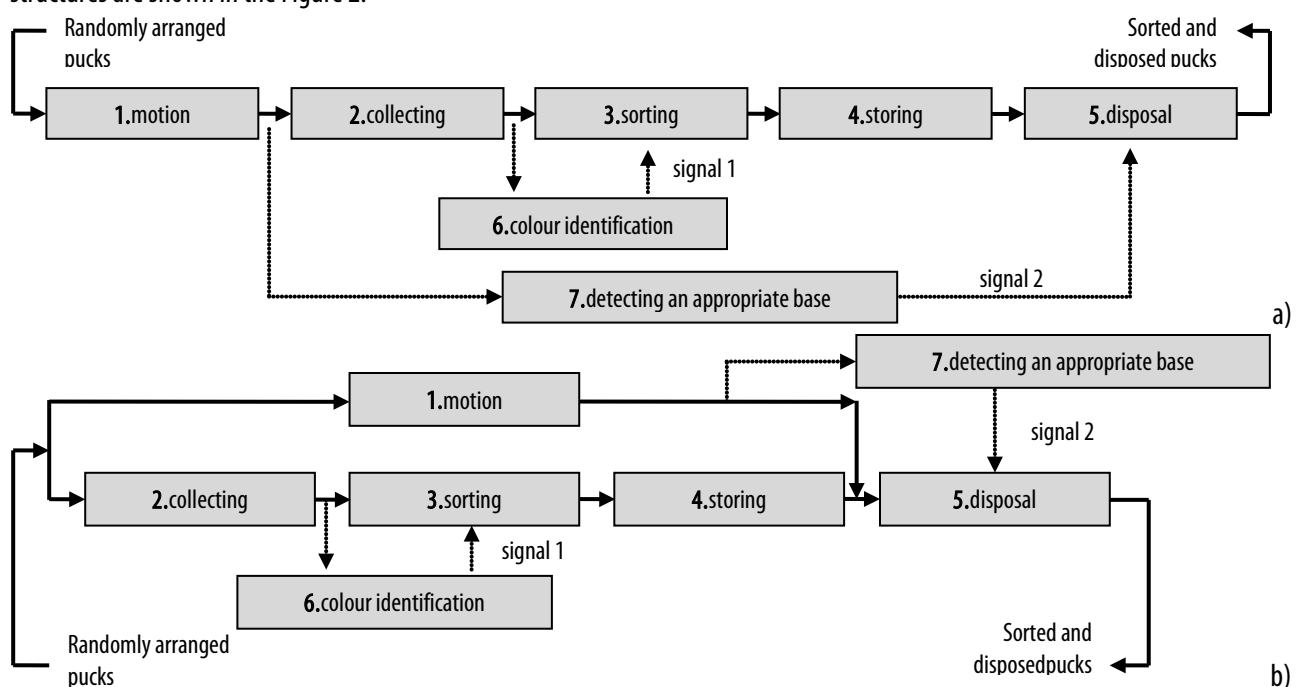 structures are shown in the Figure 2.
Randomly arranged
pucks
Sorted and
disposed pucks
1.motion
2.collecting
3.sorting
4.storing
5.disposal
signal 1
6.colour identification
7.detecting an appropriate base
signal 2
a)
7.detecting an appropriate base
1.motion
signal 2
2.collecting
3.sorting
4.storing
5.disposal
signal 1
6.colour identification
Randomly arranged
pucks
Sorted and
disposedpucks
b)